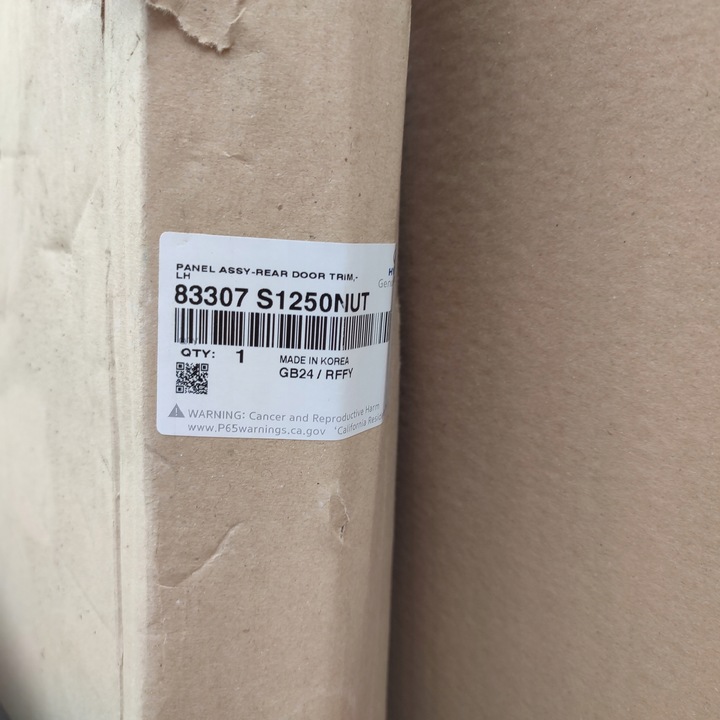 PANEL ASSY-REAR DOOR TRIM,-
LH
83307 S1250NUT
QTY: 1
MADE IN KOREA
GB24 / RFFY
WARNING: Cancer and Reproductive Harm
www.P65warnings.ca.gov 'California